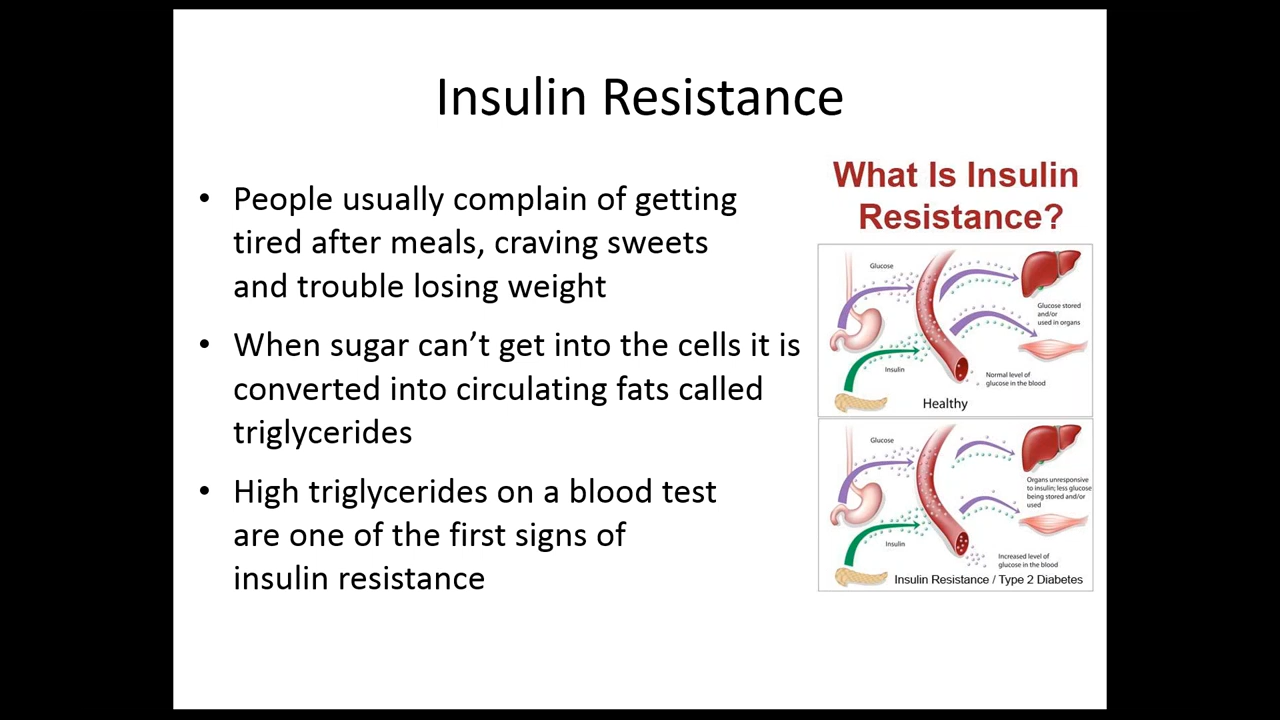 Insulin Resistance
• People usually complain of getting
tired after meals, craving sweets
and trouble losing weight
• When sugar can’t get into the cells it is
converted into circulating fats called
triglycerides
• High triglycerides on a blood test
are one of the first signs of
insulin resistance
What Is Insulin
Resistance?
Glucose
Glucose stored
and/or
used in organs
Insulin
Normal level of
glucose in the blood
Healthy
Glucose
Organs unresponsive
to insulin; less glucose
being stored and/or
used
Insulin
Increased level of
glucose in the blood
Insulin Resistance / Type 2 Diabetes